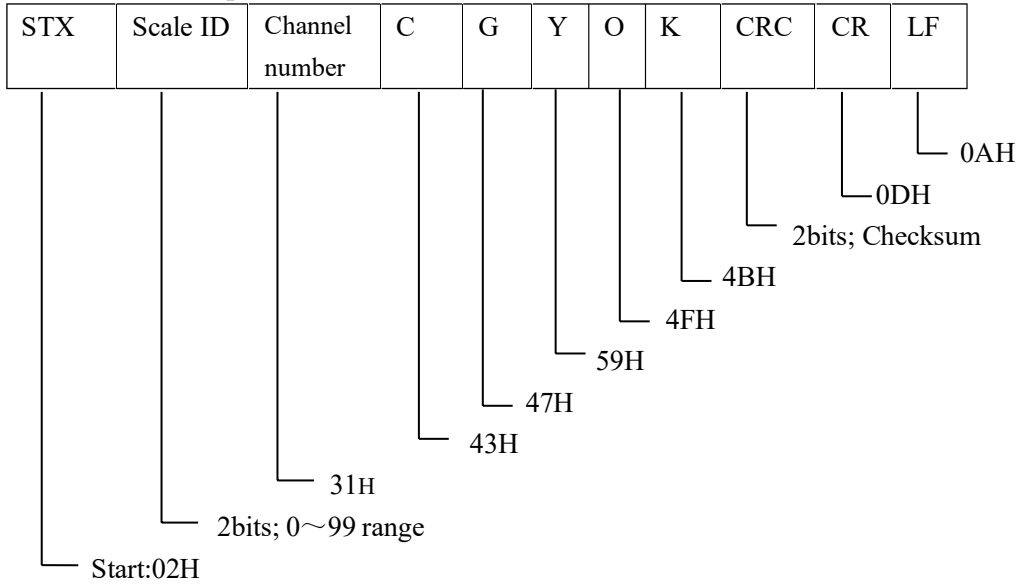 STX Scale ID Channel number C G Y O K CRC CR LF
0AH
0DH
2bits; Checksum
4BH
4FH
59H
47H
43H
31H
2bits; 0～99 range
Start:02H